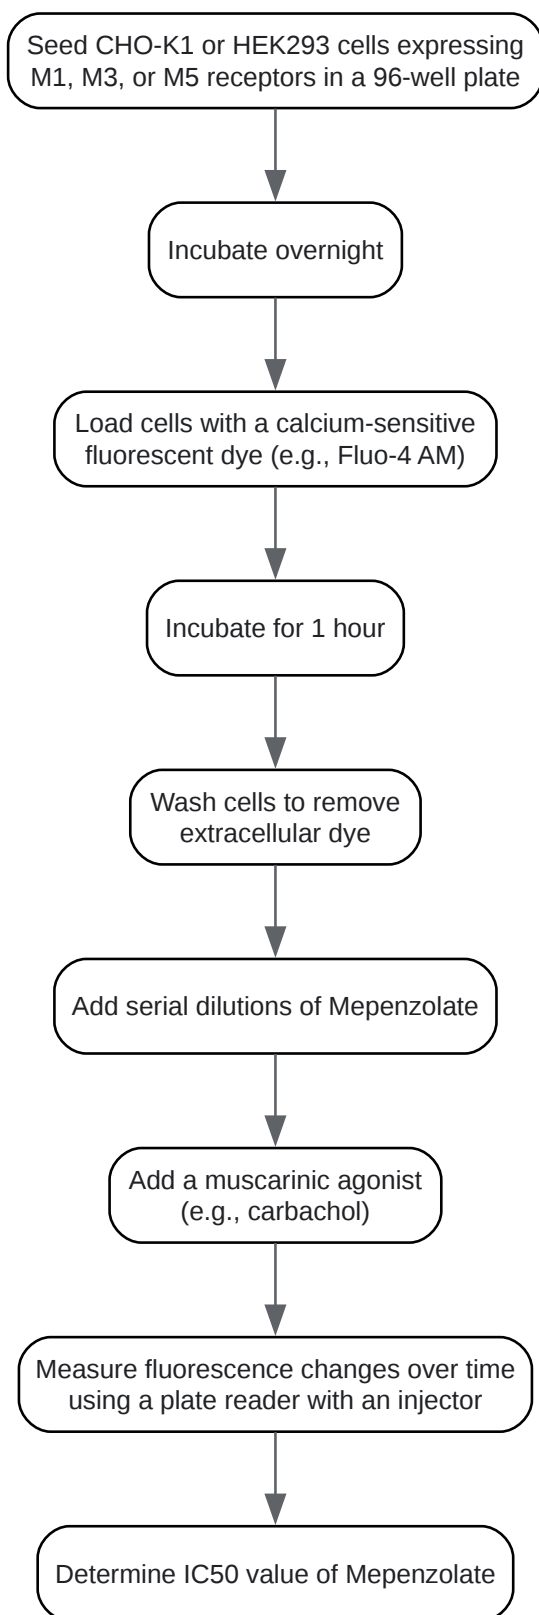 Seed CHO-K1 or HEK293 cells expressing
M1, M3, or M5 receptors in a 96-well plate
Incubate overnight
Load cells with a calcium-sensitive
fluorescent dye (e.g., Fluo-4 AM)
Incubate for 1 hour
Wash cells to remove
extracellular dye
Add serial dilutions of Mepenzolate
Add a muscarinic agonist
(e.g., carbachol)
Measure fluorescence changes over time
using a plate reader with an injector
Determine IC50 value of Mepenzolate